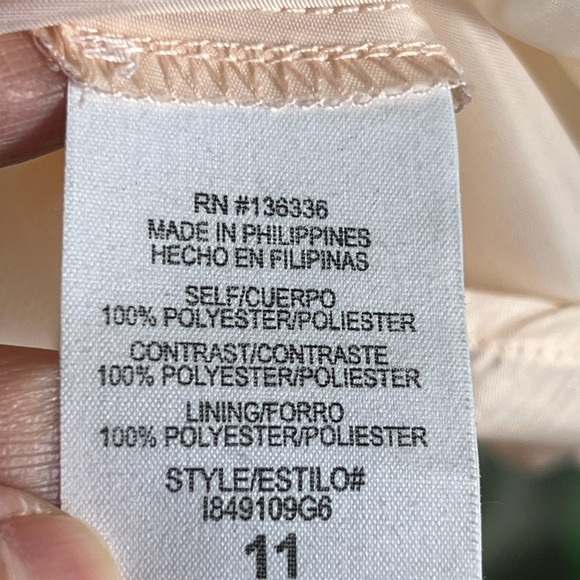 RN #136336
MADE IN PHILIPPINES
HECHO EN FILIPINAS
SELF/CUERPO
100% POLYESTER/POLIESTER
CONTRAST/CONTRASTE
100% POLYESTER/POLIESTER
LINING/FORRO
100% POLYESTER/POLIESTER
STYLE/ESTILO#
I849109G6
11